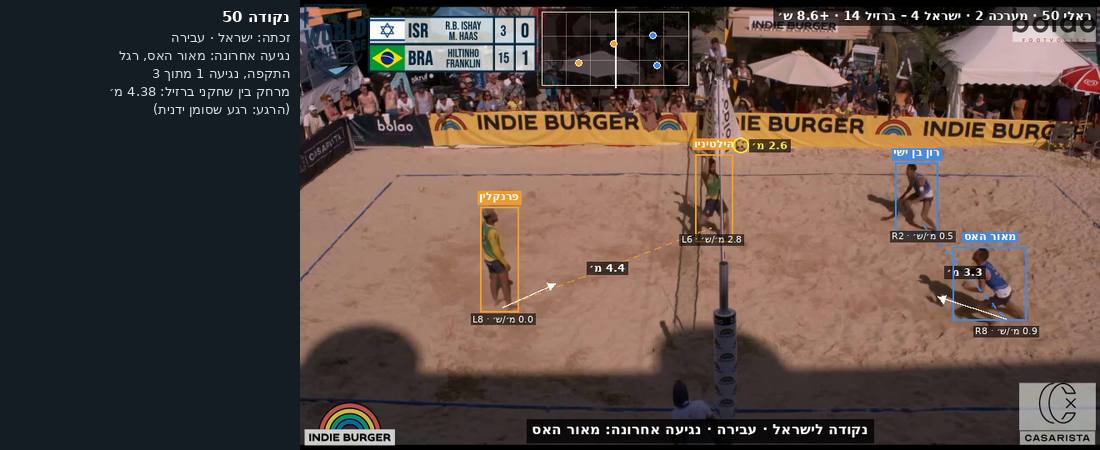 נקודה 50
זכתה: ישראל · עבירה
נגיעה אחרונה: מאור האס, רגל
התקפה, נגיעה 1 מתוך 3
מרחק בין שחקני ברזיל: 4.38 מ׳
(הרגע: רגע שסומן ידנית)
ראלי 50 · מערכה 2 · ישראל 4 – ברזיל 14 · +8.6 ש׳
ISR R.B. ISHAY M. HAAS 3 0
BRA HILTINHO FRANKLIN 15 1
INDIE BURGER
bolao
FOOTVOLLEY
bolao
INDIE BURGER
INDIE BURGER
INDIE BURGER
CASARISTA
הילטיניו
2.6 מ׳
רון בן ישי
פרנקלין
L6 · 2.8 מ׳/ש׳
R2 · 0.5 מ׳/ש׳
מאור האס
4.4 מ׳
3.3 מ׳
L8 · 0.0 מ׳/ש׳
R8 · 0.9 מ׳/ש׳
נקודה לישראל · עבירה · נגיעה אחרונה: מאור האס
INDIE BURGER
CASARISTA